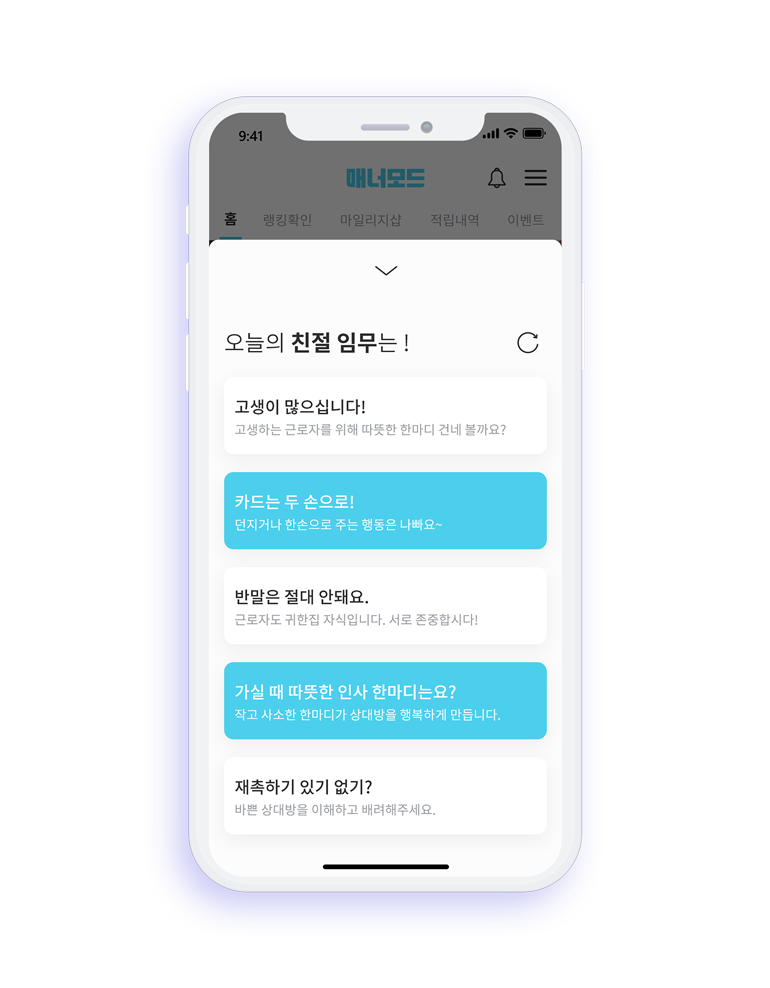 9:41
매너모드
홈 랭킹확인 마일리지샵 적립내역 이벤트
오늘의 친절 임무는 !
고생이 많으십니다!
고생하는 근로자를 위해 따뜻한 한마디 건네 볼까요?
카드는 두 손으로!
던지거나 한손으로 주는 행동은 나빠요~
반말은 절대 안돼요.
근로자도 귀한집 자식입니다. 서로 존중합시다!
가실 때 따뜻한 인사 한마디는요?
작고 사소한 한마디가 상대방을 행복하게 만듭니다.
재촉하기 있기 없기?
바쁜 상대방을 이해하고 배려해주세요.